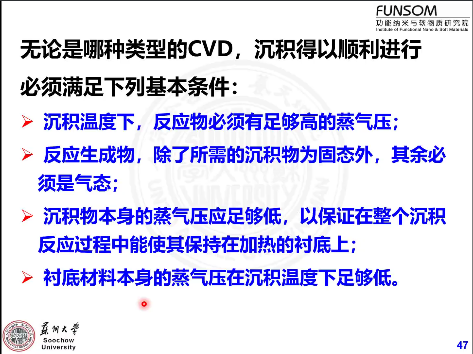 FUNSOM
功能纳米与软物质研究院
Institute of Functional Nano & Soft Materials
无论是哪种类型的CVD，沉积得以顺利进行
必须满足下列基本条件：
➢ 沉积温度下，反应物必须有足够高的蒸气压；
➢ 反应生成物，除了所需的沉积物为固态外，其余必
须是气态；
➢ 沉积物本身的蒸气压应足够低，以保证在整个沉积
反应过程中能使其保持在加热的衬底上；
➢ 衬底材料本身的蒸气压在沉积温度下足够低。
苏州大学
Soochow
University
47